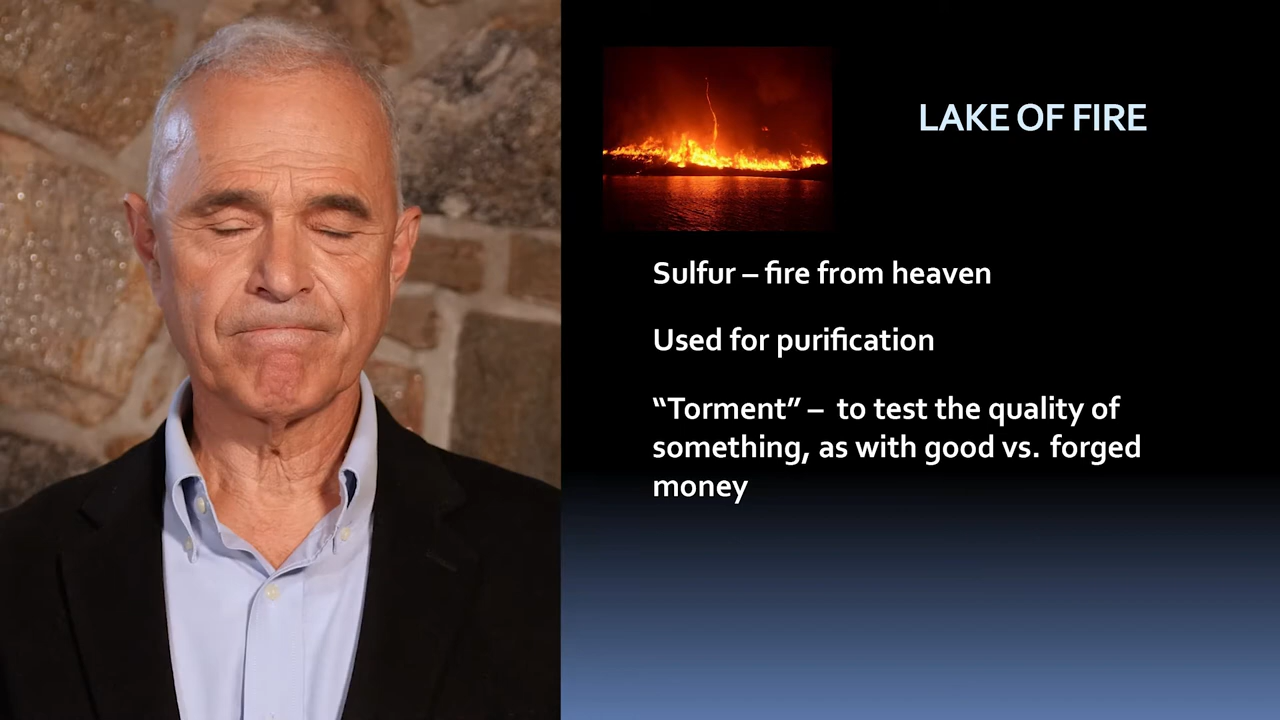 LAKE OF FIRE
Sulfur – fire from heaven
Used for purification
“Torment” – to test the quality of
something, as with good vs. forged
money